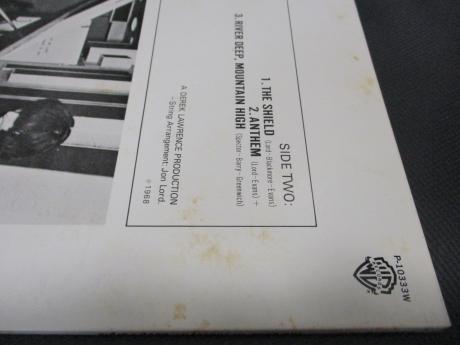 SIDE TWO:
1. THE SHIELD (Lord-Blackmore-Evans)
2. ANTHEM (Lord-Evans) +
3. RIVER DEEP, MOUNTAIN HIGH (Spector-Barry-Greenwich)
A DEREK LAWRENCE PRODUCTION
- String Arrangement: Jon Lord.
℗1968
P-10333W